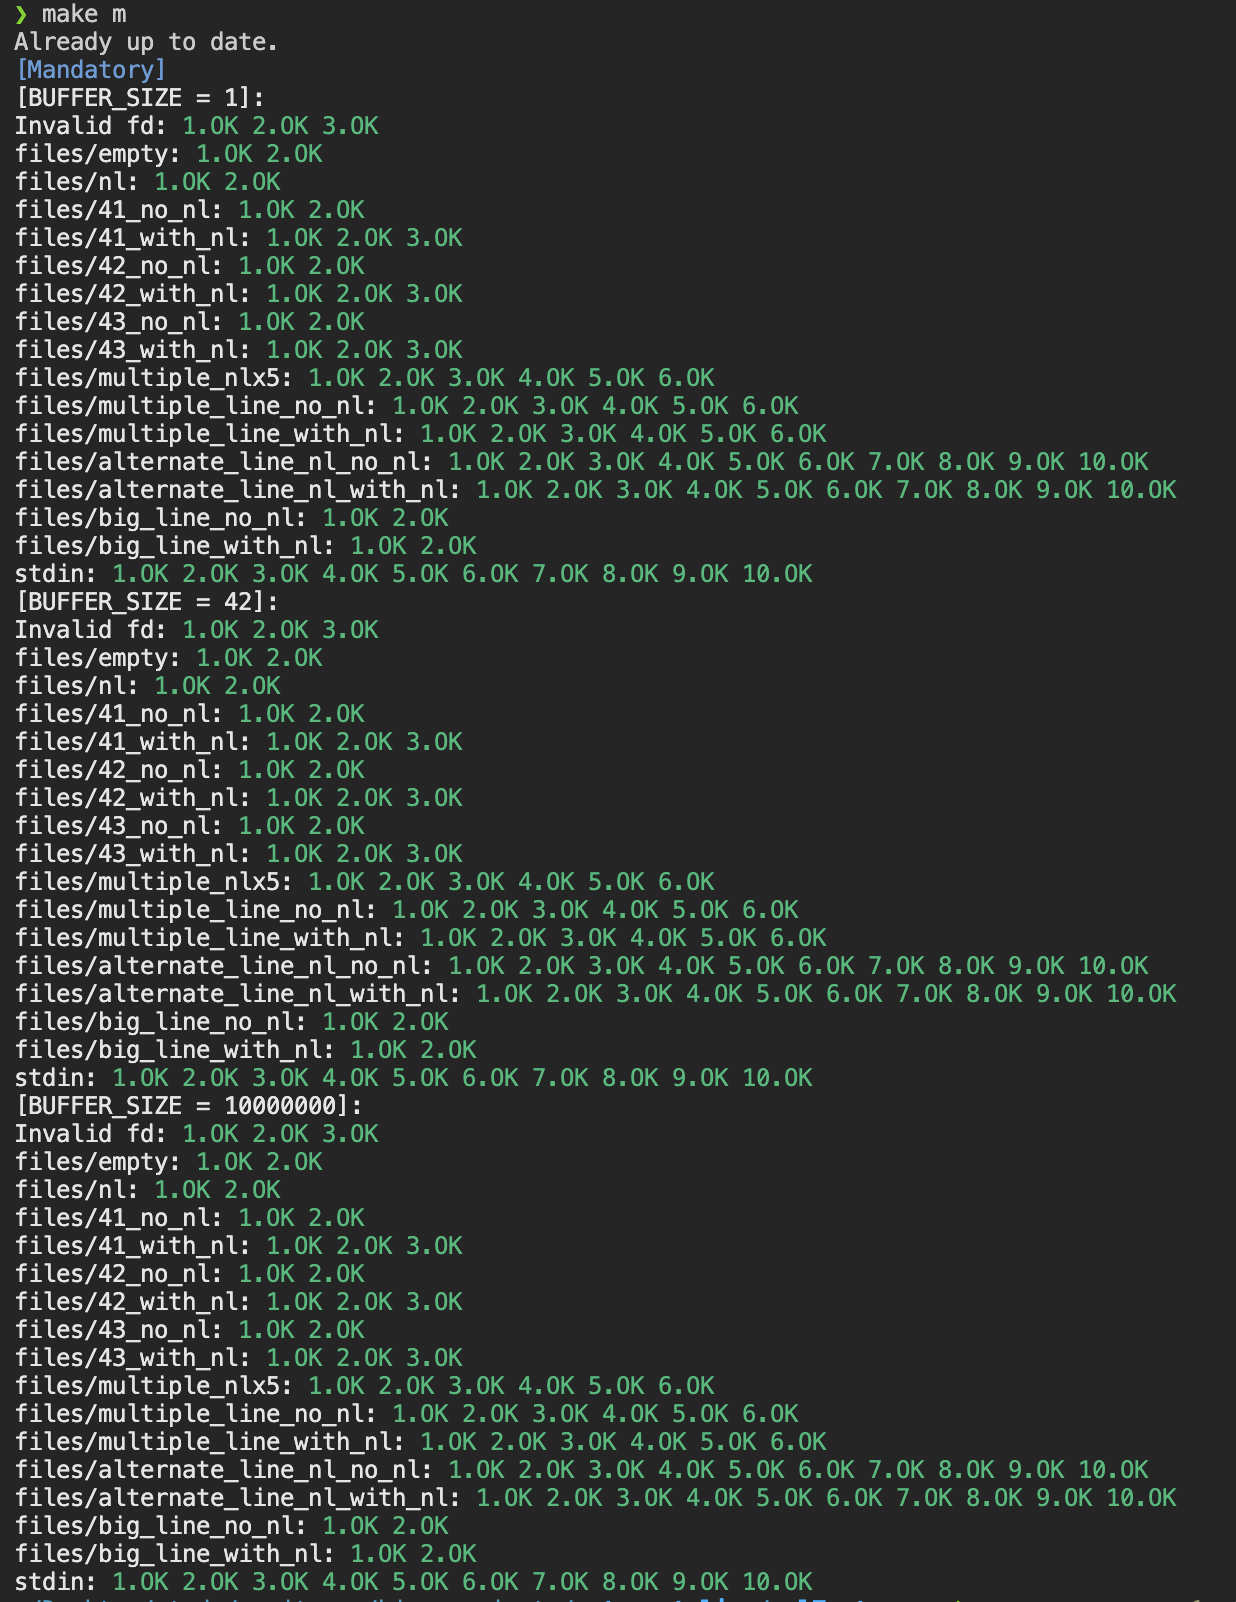 ❯ make m
Already up to date.
[Mandatory]
[BUFFER_SIZE = 1]:
Invalid fd: 1.OK 2.OK 3.OK
files/empty: 1.OK 2.OK
files/nl: 1.OK 2.OK
files/41_no_nl: 1.OK 2.OK
files/41_with_nl: 1.OK 2.OK 3.OK
files/42_no_nl: 1.OK 2.OK
files/42_with_nl: 1.OK 2.OK 3.OK
files/43_no_nl: 1.OK 2.OK
files/43_with_nl: 1.OK 2.OK 3.OK
files/multiple_nlx5: 1.OK 2.OK 3.OK 4.OK 5.OK 6.OK
files/multiple_line_no_nl: 1.OK 2.OK 3.OK 4.OK 5.OK 6.OK
files/multiple_line_with_nl: 1.OK 2.OK 3.OK 4.OK 5.OK 6.OK
files/alternate_line_nl_no_nl: 1.OK 2.OK 3.OK 4.OK 5.OK 6.OK 7.OK 8.OK 9.OK 10.OK
files/alternate_line_nl_with_nl: 1.OK 2.OK 3.OK 4.OK 5.OK 6.OK 7.OK 8.OK 9.OK 10.OK
files/big_line_no_nl: 1.OK 2.OK
files/big_line_with_nl: 1.OK 2.OK
stdin: 1.OK 2.OK 3.OK 4.OK 5.OK 6.OK 7.OK 8.OK 9.OK 10.OK
[BUFFER_SIZE = 42]:
Invalid fd: 1.OK 2.OK 3.OK
files/empty: 1.OK 2.OK
files/nl: 1.OK 2.OK
files/41_no_nl: 1.OK 2.OK
files/41_with_nl: 1.OK 2.OK 3.OK
files/42_no_nl: 1.OK 2.OK
files/42_with_nl: 1.OK 2.OK 3.OK
files/43_no_nl: 1.OK 2.OK
files/43_with_nl: 1.OK 2.OK 3.OK
files/multiple_nlx5: 1.OK 2.OK 3.OK 4.OK 5.OK 6.OK
files/multiple_line_no_nl: 1.OK 2.OK 3.OK 4.OK 5.OK 6.OK
files/multiple_line_with_nl: 1.OK 2.OK 3.OK 4.OK 5.OK 6.OK
files/alternate_line_nl_no_nl: 1.OK 2.OK 3.OK 4.OK 5.OK 6.OK 7.OK 8.OK 9.OK 10.OK
files/alternate_line_nl_with_nl: 1.OK 2.OK 3.OK 4.OK 5.OK 6.OK 7.OK 8.OK 9.OK 10.OK
files/big_line_no_nl: 1.OK 2.OK
files/big_line_with_nl: 1.OK 2.OK
stdin: 1.OK 2.OK 3.OK 4.OK 5.OK 6.OK 7.OK 8.OK 9.OK 10.OK
[BUFFER_SIZE = 10000000]:
Invalid fd: 1.OK 2.OK 3.OK
files/empty: 1.OK 2.OK
files/nl: 1.OK 2.OK
files/41_no_nl: 1.OK 2.OK
files/41_with_nl: 1.OK 2.OK 3.OK
files/42_no_nl: 1.OK 2.OK
files/42_with_nl: 1.OK 2.OK 3.OK
files/43_no_nl: 1.OK 2.OK
files/43_with_nl: 1.OK 2.OK 3.OK
files/multiple_nlx5: 1.OK 2.OK 3.OK 4.OK 5.OK 6.OK
files/multiple_line_no_nl: 1.OK 2.OK 3.OK 4.OK 5.OK 6.OK
files/multiple_line_with_nl: 1.OK 2.OK 3.OK 4.OK 5.OK 6.OK
files/alternate_line_nl_no_nl: 1.OK 2.OK 3.OK 4.OK 5.OK 6.OK 7.OK 8.OK 9.OK 10.OK
files/alternate_line_nl_with_nl: 1.OK 2.OK 3.OK 4.OK 5.OK 6.OK 7.OK 8.OK 9.OK 10.OK
files/big_line_no_nl: 1.OK 2.OK
files/big_line_with_nl: 1.OK 2.OK
stdin: 1.OK 2.OK 3.OK 4.OK 5.OK 6.OK 7.OK 8.OK 9.OK 10.OK